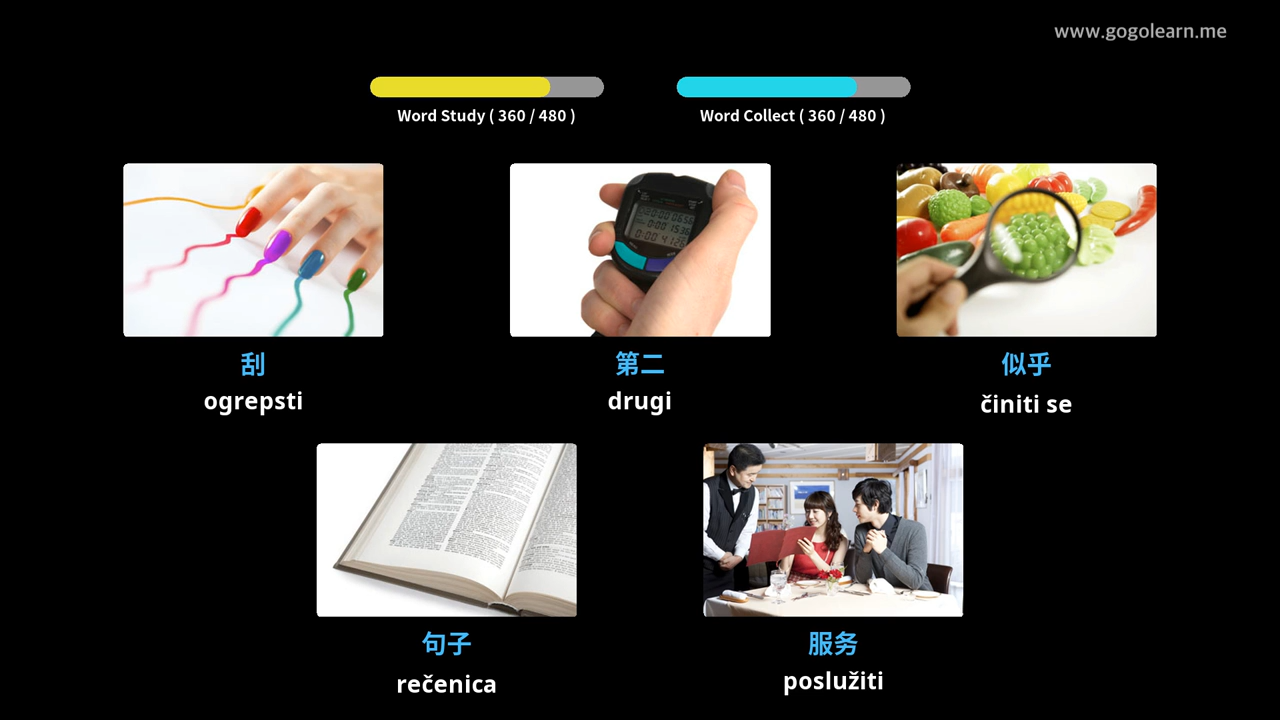 www.gogolearn.me
Word Study ( 360 / 480 )
Word Collect ( 360 / 480 )
刮
ogrepsti
第二
drugi
似乎
činiti se
句子
rečenica
服务
poslužiti